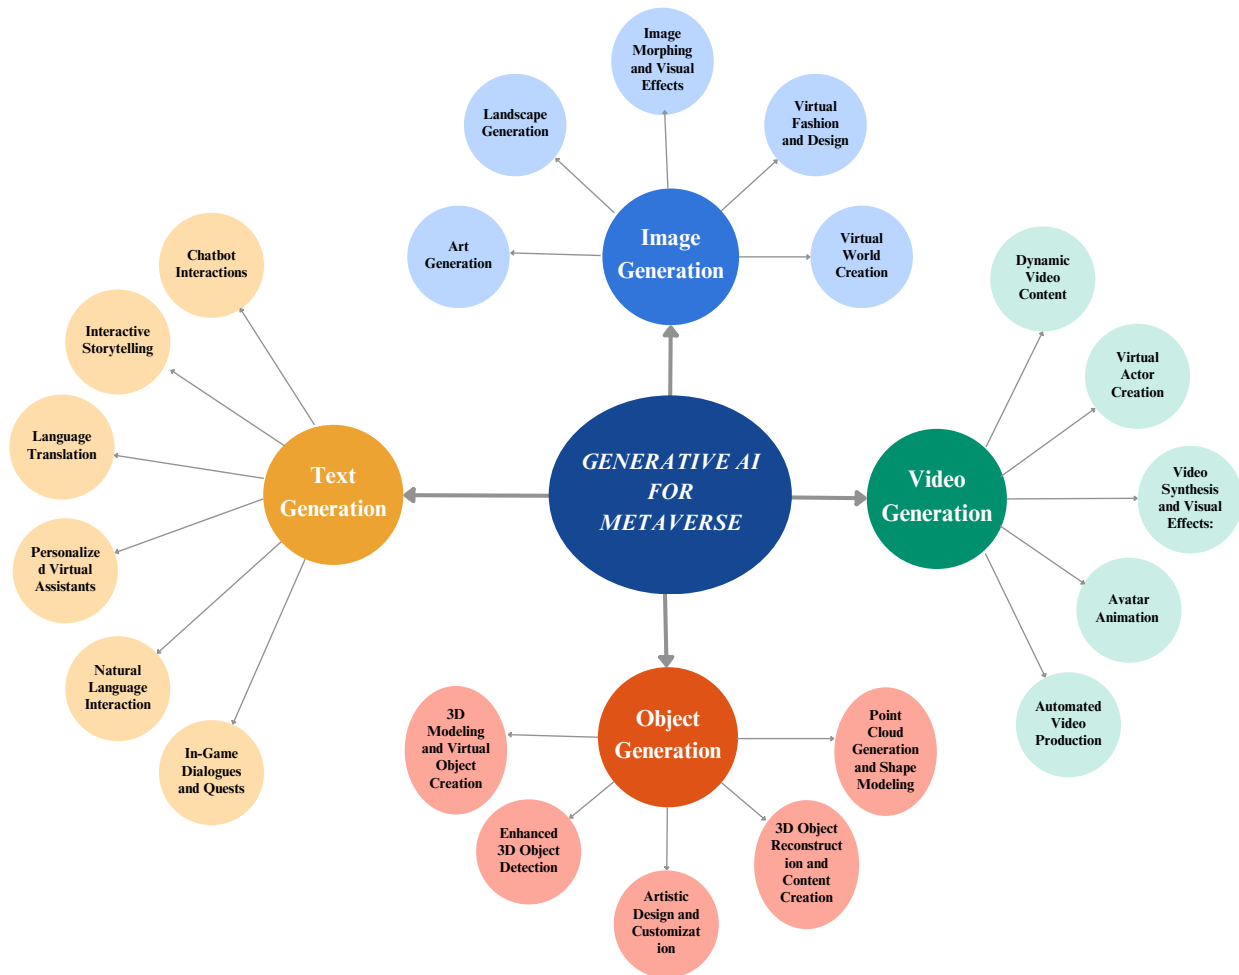 Image
Morphing
and Visual
Effects
Landscape
Generation
Virtual
Fashion
and Design
Art
Generation
Image
Generation
Virtual
World
Creation
Chatbot
Interactions
Interactive
Storytelling
Language
Translation
Personalize
d Virtual
Assistants
Natural
Language
Interaction
In-Game
Dialogues
and Quests
Text
Generation
GENERATIVE AI
FOR
METAVERSE
Video
Generation
Dynamic
Video
Content
Virtual
Actor
Creation
Video
Synthesis
and Visual
Effects:
Avatar
Animation
Automated
Video
Production
Object
Generation
3D
Modeling
and Virtual
Object
Creation
Enhanced
3D Object
Detection
Artistic
Design and
Customizat
ion
3D Object
Reconstruct
ion and
Content
Creation
Point
Cloud
Generation
and Shape
Modeling